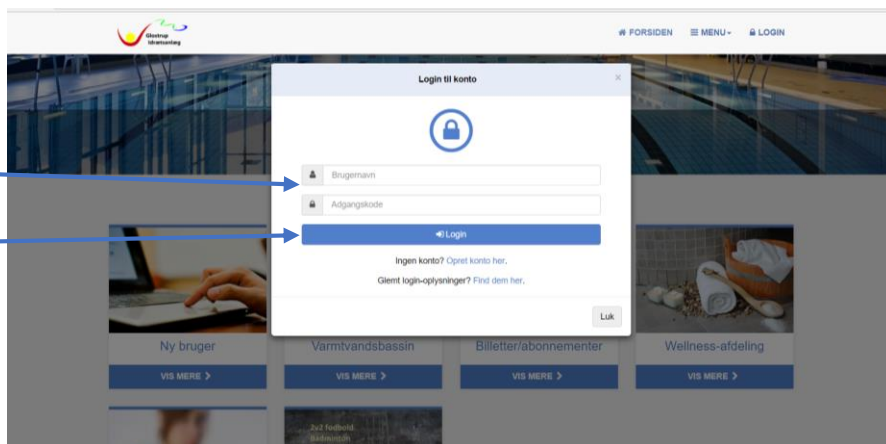 Glostrup
Idrætsanlæg
FORSIDEN MENU LOGIN
Login til konto
×
Brugernavn
Adgangskode
Login
Ingen konto? Opret konto her.
Glemt login-oplysninger? Find dem her.
Luk
Ny bruger Varmtvandsbassin Billetter/abonnementer Wellness-afdeling
VIS MERE VIS MERE VIS MERE VIS MERE
2v2 fodbold
Badminton